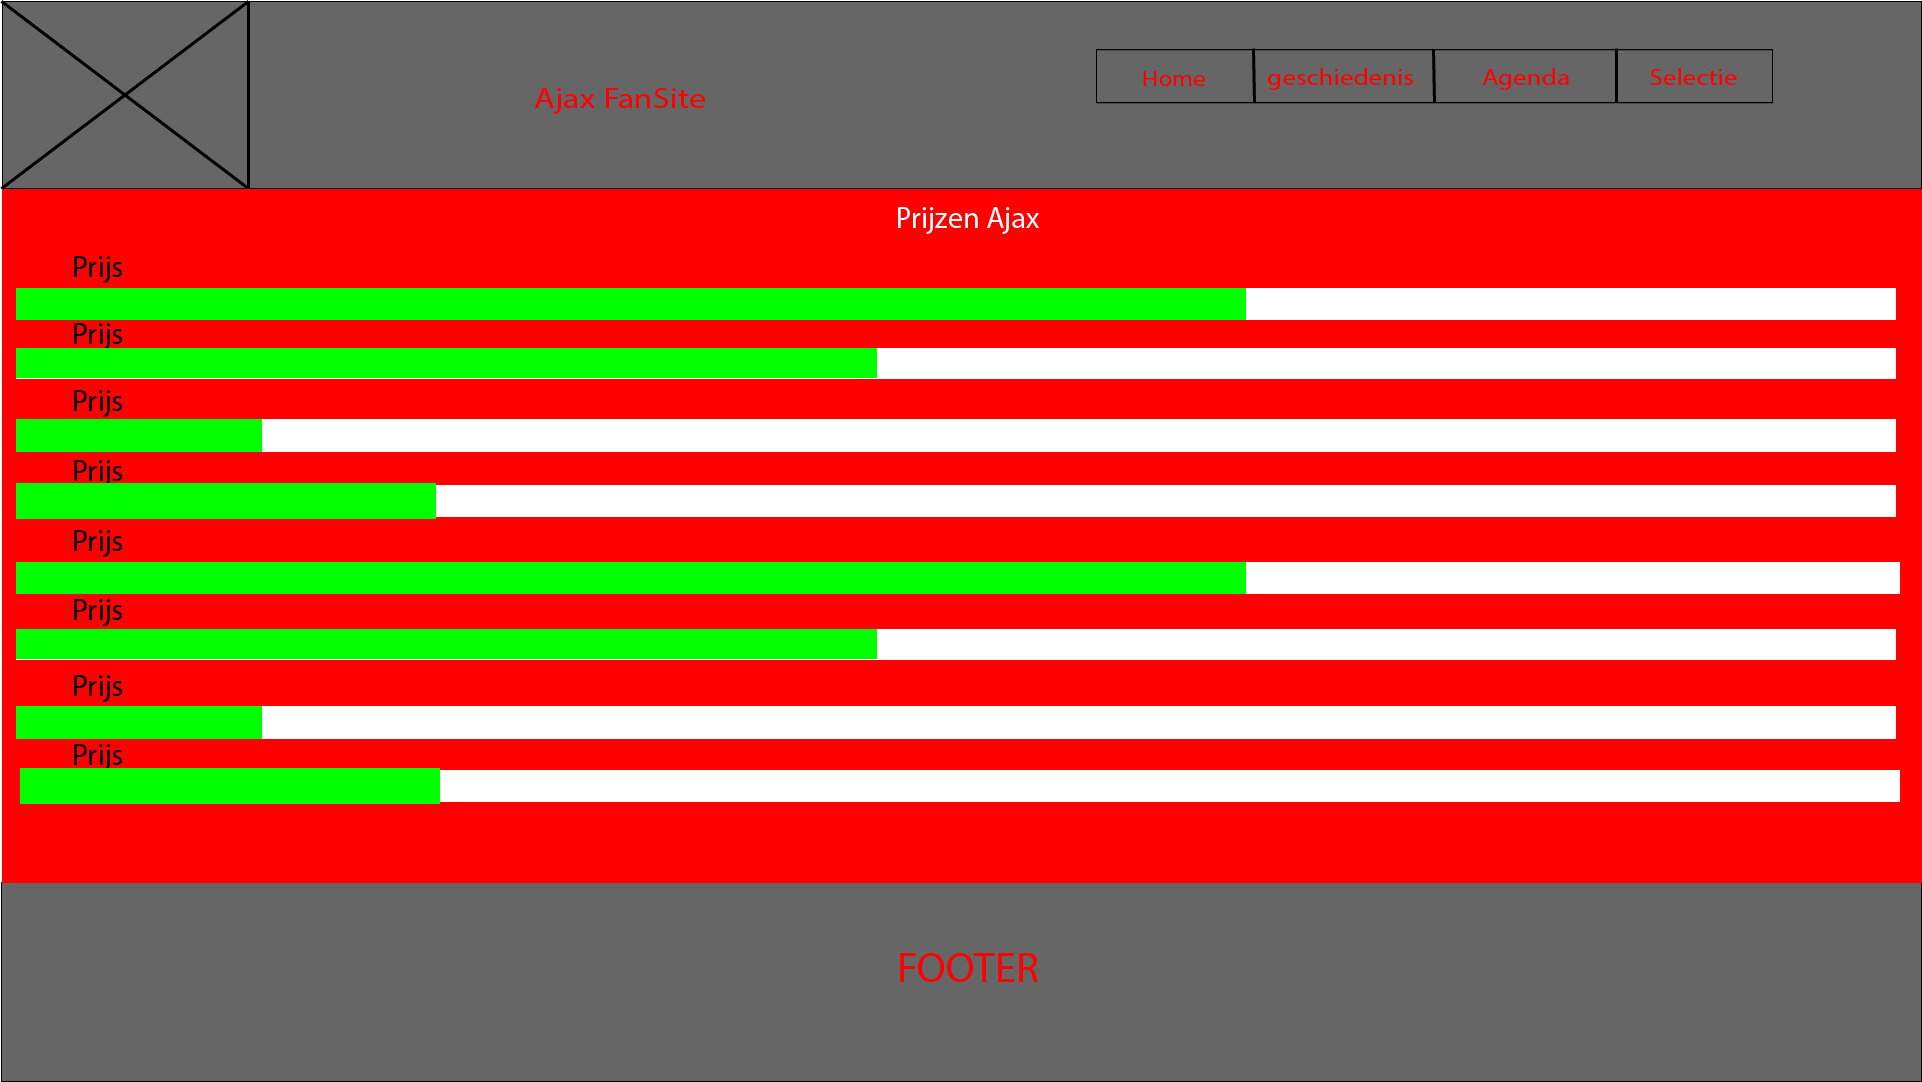 Ajax FanSite
Home geschiedenis Agenda Selectie
Prijzen Ajax
Prijs
Prijs
Prijs
Prijs
Prijs
Prijs
Prijs
Prijs
FOOTER